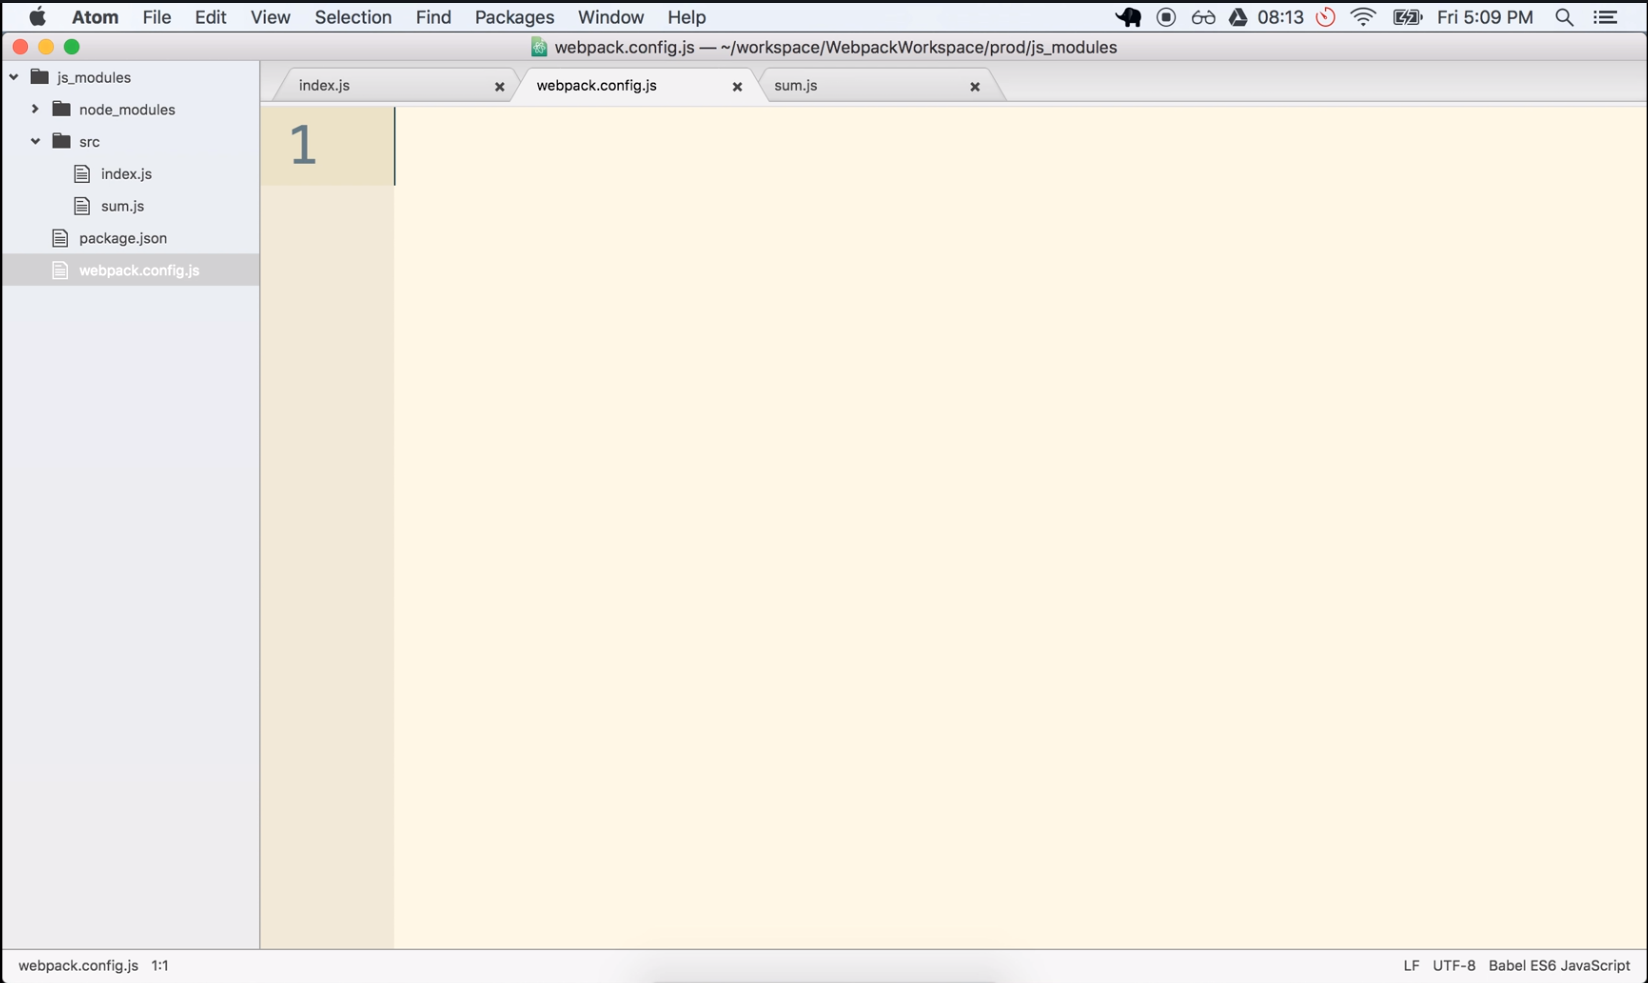 Atom File Edit View Selection Find Packages Window Help 08:13 Fri 5:09 PM
webpack.config.js — ~/workspace/WebpackWorkspace/prod/js_modules
js_modules
node_modules
src
index.js
sum.js
package.json
webpack.config.js
index.js webpack.config.js sum.js
1
webpack.config.js 1:1 LF UTF-8 Babel ES6 JavaScript